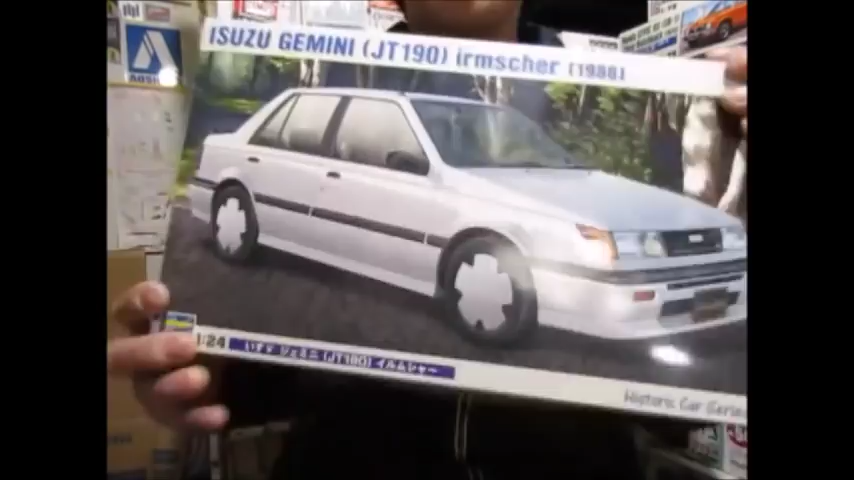 ISUZU GEMINI (JT190) irmscher (1988)
AOSHI
1:24 いすゞ ジェミニ (JT190) イルムシャー
Historic Car Series